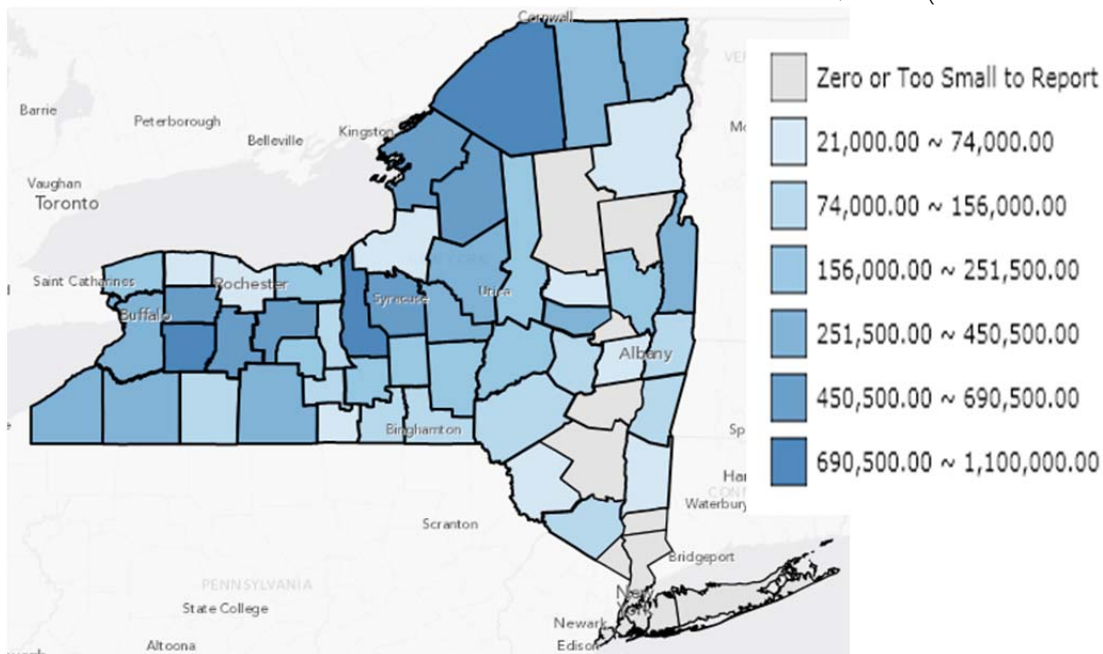 Cornwall
Barrie
Peterborough
Belleville
Kingston
Vaughan
Toronto
Saint Catharines
Rochester
Buffalo
Syracuse
Utica
Albany
Binghamton
Scranton
Waterbury
Bridgeport
PENNSYLVANIA
State College
New York
Newark
Edison
Altoona
Zero or Too Small to Report
21,000.00 ~ 74,000.00
74,000.00 ~ 156,000.00
156,000.00 ~ 251,500.00
251,500.00 ~ 450,500.00
450,500.00 ~ 690,500.00
690,500.00 ~ 1,100,000.00